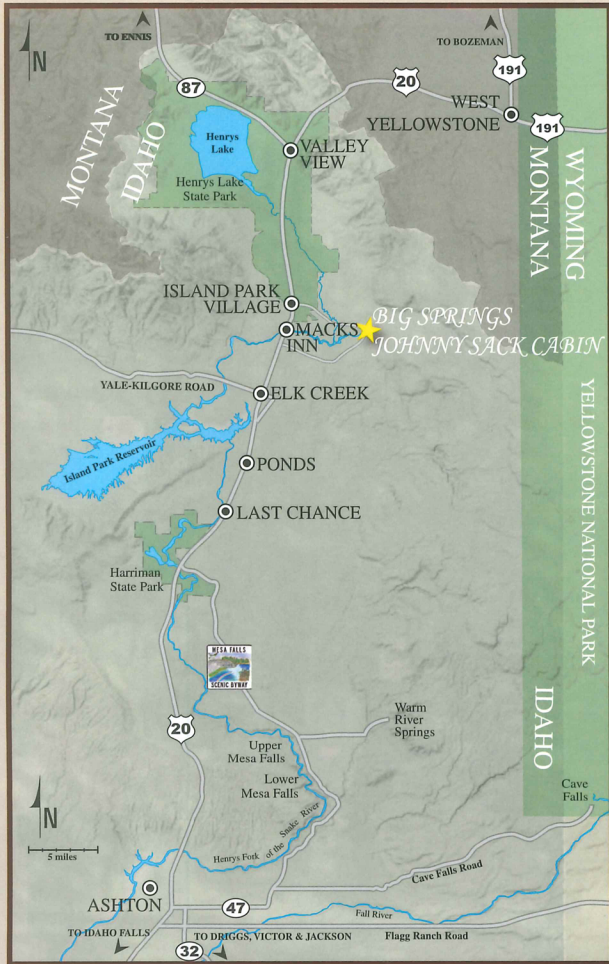 TO ENNIS
TO BOZEMAN
N
87
20
191
WEST
YELLOWSTONE
191
MONTANA
IDAHO
Henrys
Lake
VALLEY
VIEW
Henrys Lake
State Park
MONTANA
WYOMING
ISLAND PARK
VILLAGE
MACKS
INN
BIG SPRINGS
JOHNNY SACK CABIN
YALE-KILGORE ROAD
ELK CREEK
Island Park Reservoir
PONDS
LAST CHANCE
YELLOWSTONE NATIONAL PARK
Harriman
State Park
MESA FALLS
SCENIC BYWAY
IDAHO
20
Warm
River
Springs
Upper
Mesa Falls
Lower
Mesa Falls
Cave
Falls
N
5 miles
Henrys Fork of the Snake River
Cave Falls Road
ASHTON
47
Fall River
TO IDAHO FALLS
32
TO DRIGGS, VICTOR & JACKSON
Flagg Ranch Road